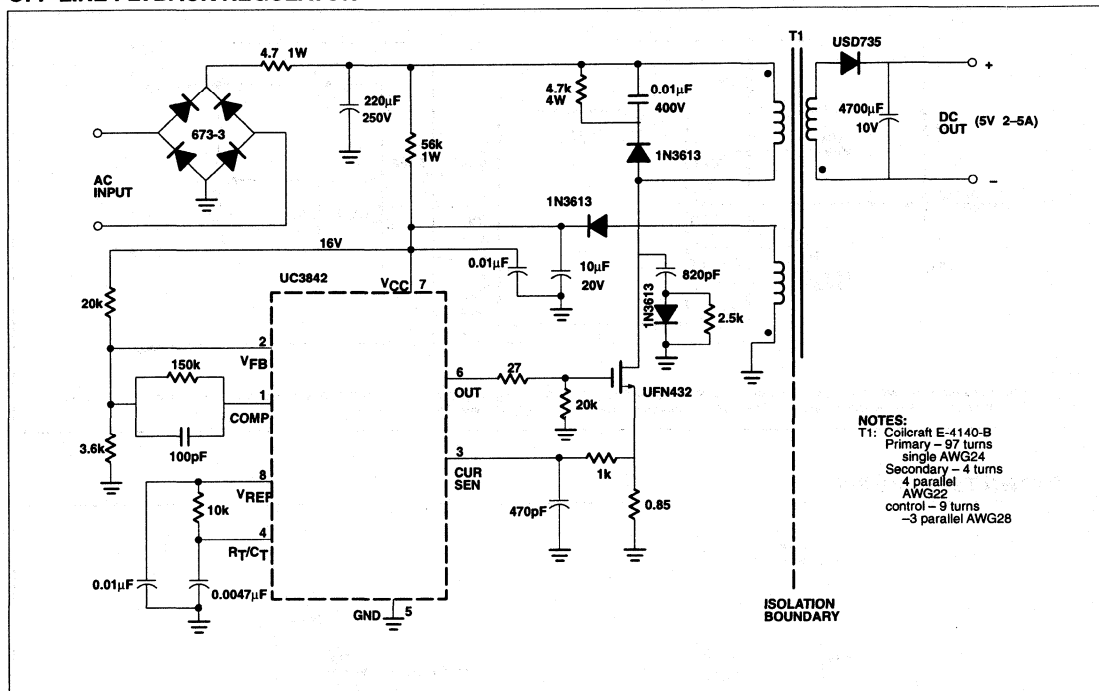 T1
USD735
4.7 1W
+
220µF
250V
4.7k
4W
0.01µF
400V
4700µF
10V
DC
OUT (5V 2–5A)
673-3
56k
1W
1N3613
–
AC
INPUT
1N3613
16V
0.01µF
10µF
20V
820pF
UC3842
VCC 7
1N3613
2.5k
20k
2
VFB
150k
1
COMP
6
OUT
27
UFN432
20k
100pF
3.6k
3
CUR
SEN
1k
8
VREF
10k
470pF
0.85
4
RT/CT
0.01µF
0.0047µF
GND 5
NOTES:
T1: Coilcraft E-4140-B
Primary – 97 turns
single AWG24
Secondary – 4 turns
4 parallel
AWG22
control – 9 turns
–3 parallel AWG28
ISOLATION
BOUNDARY